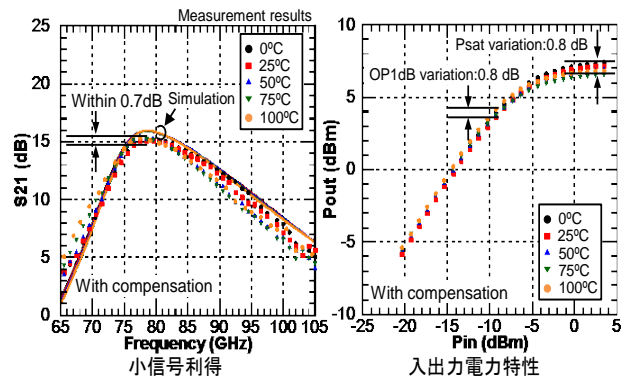 Measurement results
25
20
15
10
5
0
S21 (dB)
0ºC
25ºC
50ºC
75ºC
100ºC
Within 0.7dB
Simulation
With compensation
65 70 75 80 85 90 95 100 105
Frequency (GHz)
小信号利得
10
5
0
-5
-10
Pout (dBm)
Psat variation:0.8 dB
OP1dB variation:0.8 dB
0ºC
25ºC
50ºC
75ºC
100ºC
With compensation
-25 -20 -15 -10 -5 0 5
Pin (dBm)
入出力電力特性